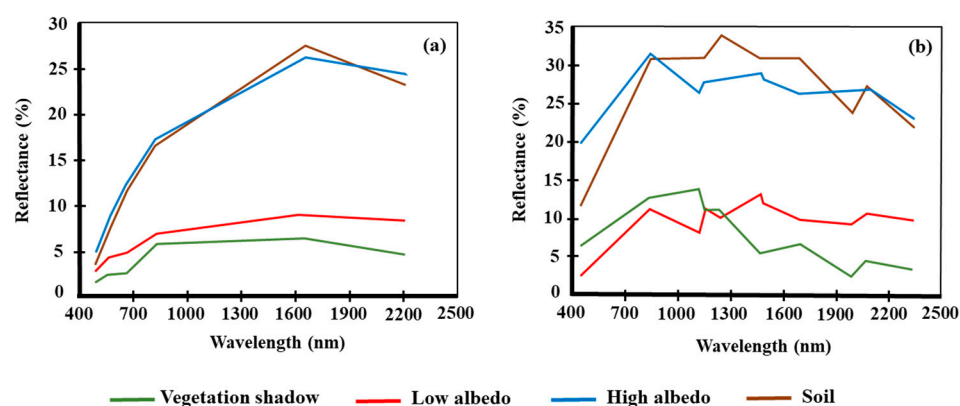 30
25
20
15
10
5
0
Reflectance (%)
(a)
400 700 1000 1300 1600 1900 2200 2500
Wavelength (nm)
35
30
25
20
15
10
5
0
Reflectance (%)
(b)
400 700 1000 1300 1600 1900 2200 2500
Wavelength (nm)
Vegetation shadow Low albedo High albedo Soil